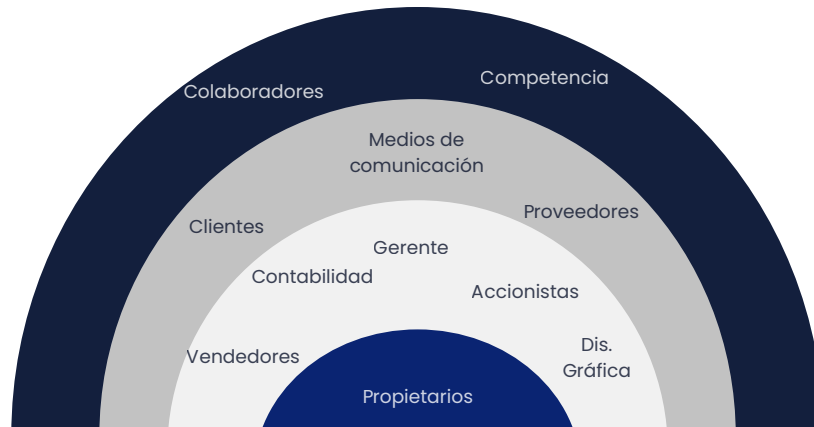 Competencia
Colaboradores
Medios de
comunicación
Proveedores
Clientes
Gerente
Contabilidad
Accionistas
Dis.
Gráfica
Vendedores
Propietarios